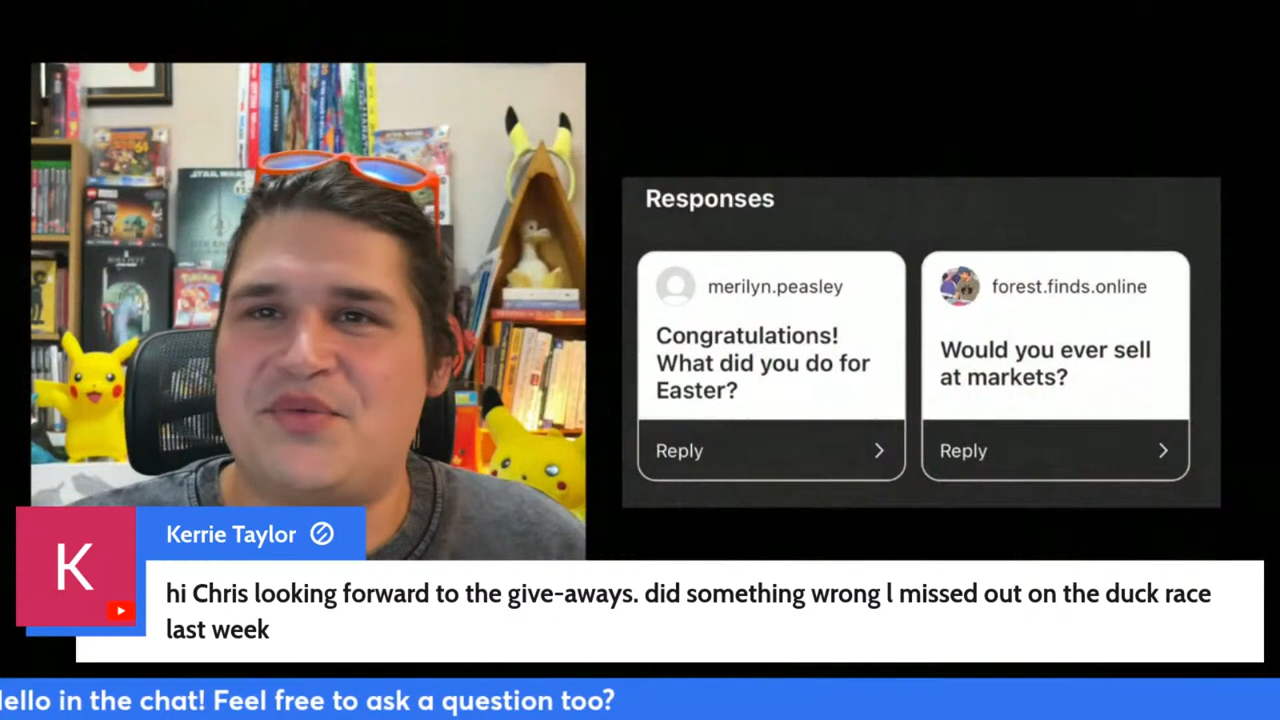 STAR WARS
Responses
merilyn.peasley
Congratulations!
What did you do for
Easter?
Reply
forest.finds.online
Would you ever sell
at markets?
Reply
K
Kerrie Taylor
hi Chris looking forward to the give-aways. did something wrong l missed out on the duck race
last week
ello in the chat! Feel free to ask a question too?